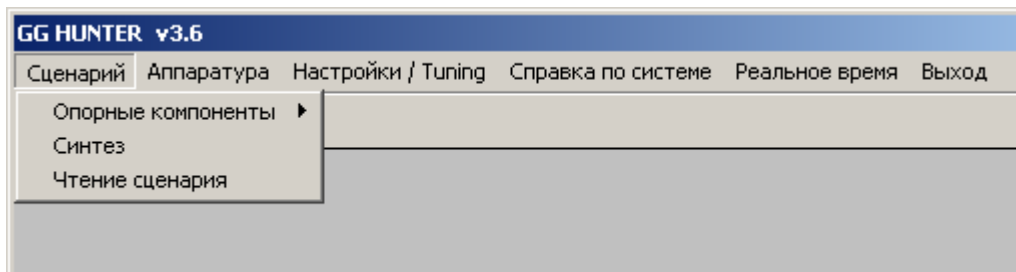 GG HUNTER v3.6
Сценарий Аппаратура Настройки / Tuning Справка по системе Реальное время Выход
Опорные компоненты
Синтез
Чтение сценария